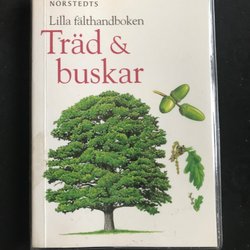 NORSTEDTS
Lilla fälthandboken
Träd &
buskar